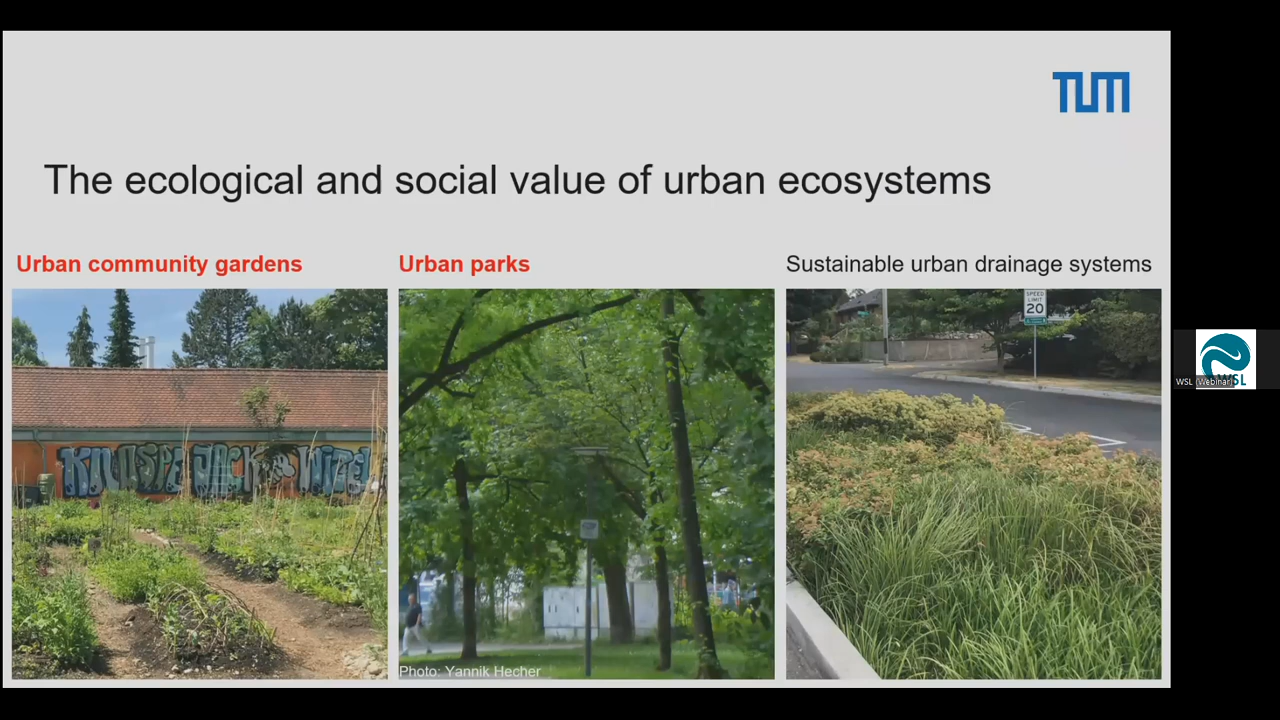 TUM
The ecological and social value of urban ecosystems
Urban community gardens
Urban parks
Sustainable urban drainage systems
SPEED
LIMIT
20
Photo: Yannik Hecher
WSL
WSL (Webinar)